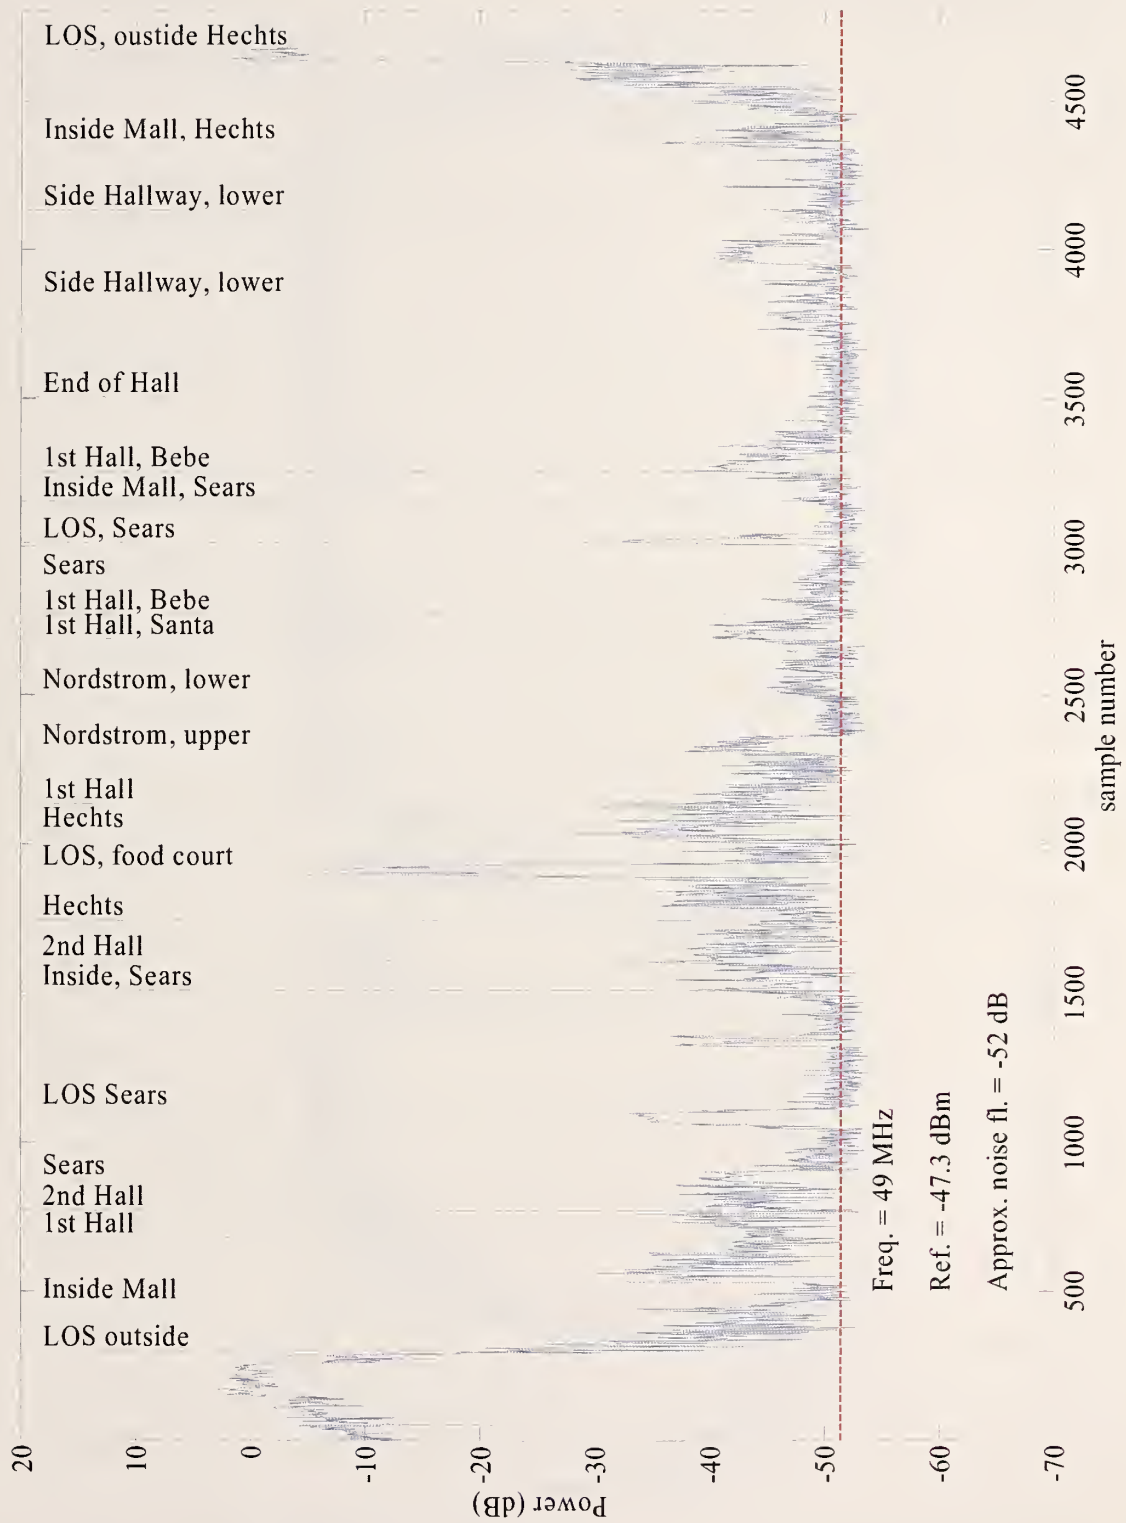 LOS, oustide Hechts
Inside Mall, Hechts
Side Hallway, lower
Side Hallway, lower
End of Hall
1st Hall, Bebe
Inside Mall, Sears
LOS, Sears
Sears
1st Hall, Bebe
1st Hall, Santa
Nordstrom, lower
Nordstrom, upper
1st Hall
Hechts
LOS, food court
Hechts
2nd Hall
Inside, Sears
LOS Sears
Sears
2nd Hall
1st Hall
Inside Mall
LOS outside
20
10
0
-10
-20
-30
-40
-50
-60
-70
Power (dB)
500
1000
1500
2000
2500
3000
3500
4000
4500
sample number
Freq. = 49 MHz
Ref. = -47.3 dBm
Approx. noise fl. = -52 dB